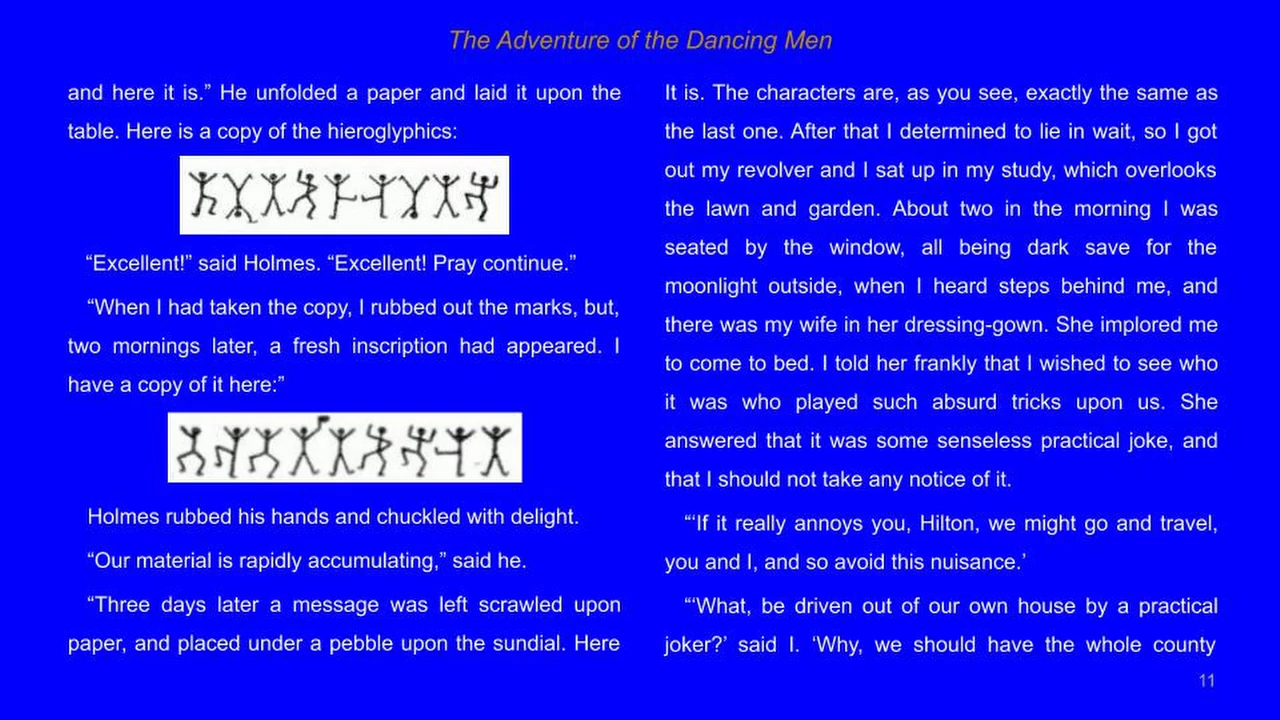 The Adventure of the Dancing Men
and here it is.” He unfolded a paper and laid it upon the
table. Here is a copy of the hieroglyphics:
“Excellent!” said Holmes. “Excellent! Pray continue.”
“When I had taken the copy, I rubbed out the marks, but,
two mornings later, a fresh inscription had appeared. I
have a copy of it here:”
Holmes rubbed his hands and chuckled with delight.
“Our material is rapidly accumulating,” said he.
“Three days later a message was left scrawled upon
paper, and placed under a pebble upon the sundial. Here
It is. The characters are, as you see, exactly the same as
the last one. After that I determined to lie in wait, so I got
out my revolver and I sat up in my study, which overlooks
the lawn and garden. About two in the morning I was
seated by the window, all being dark save for the
moonlight outside, when I heard steps behind me, and
there was my wife in her dressing-gown. She implored me
to come to bed. I told her frankly that I wished to see who
it was who played such absurd tricks upon us. She
answered that it was some senseless practical joke, and
that I should not take any notice of it.
“‘If it really annoys you, Hilton, we might go and travel,
you and I, and so avoid this nuisance.’
“‘What, be driven out of our own house by a practical
joker?’ said I. ‘Why, we should have the whole county
11